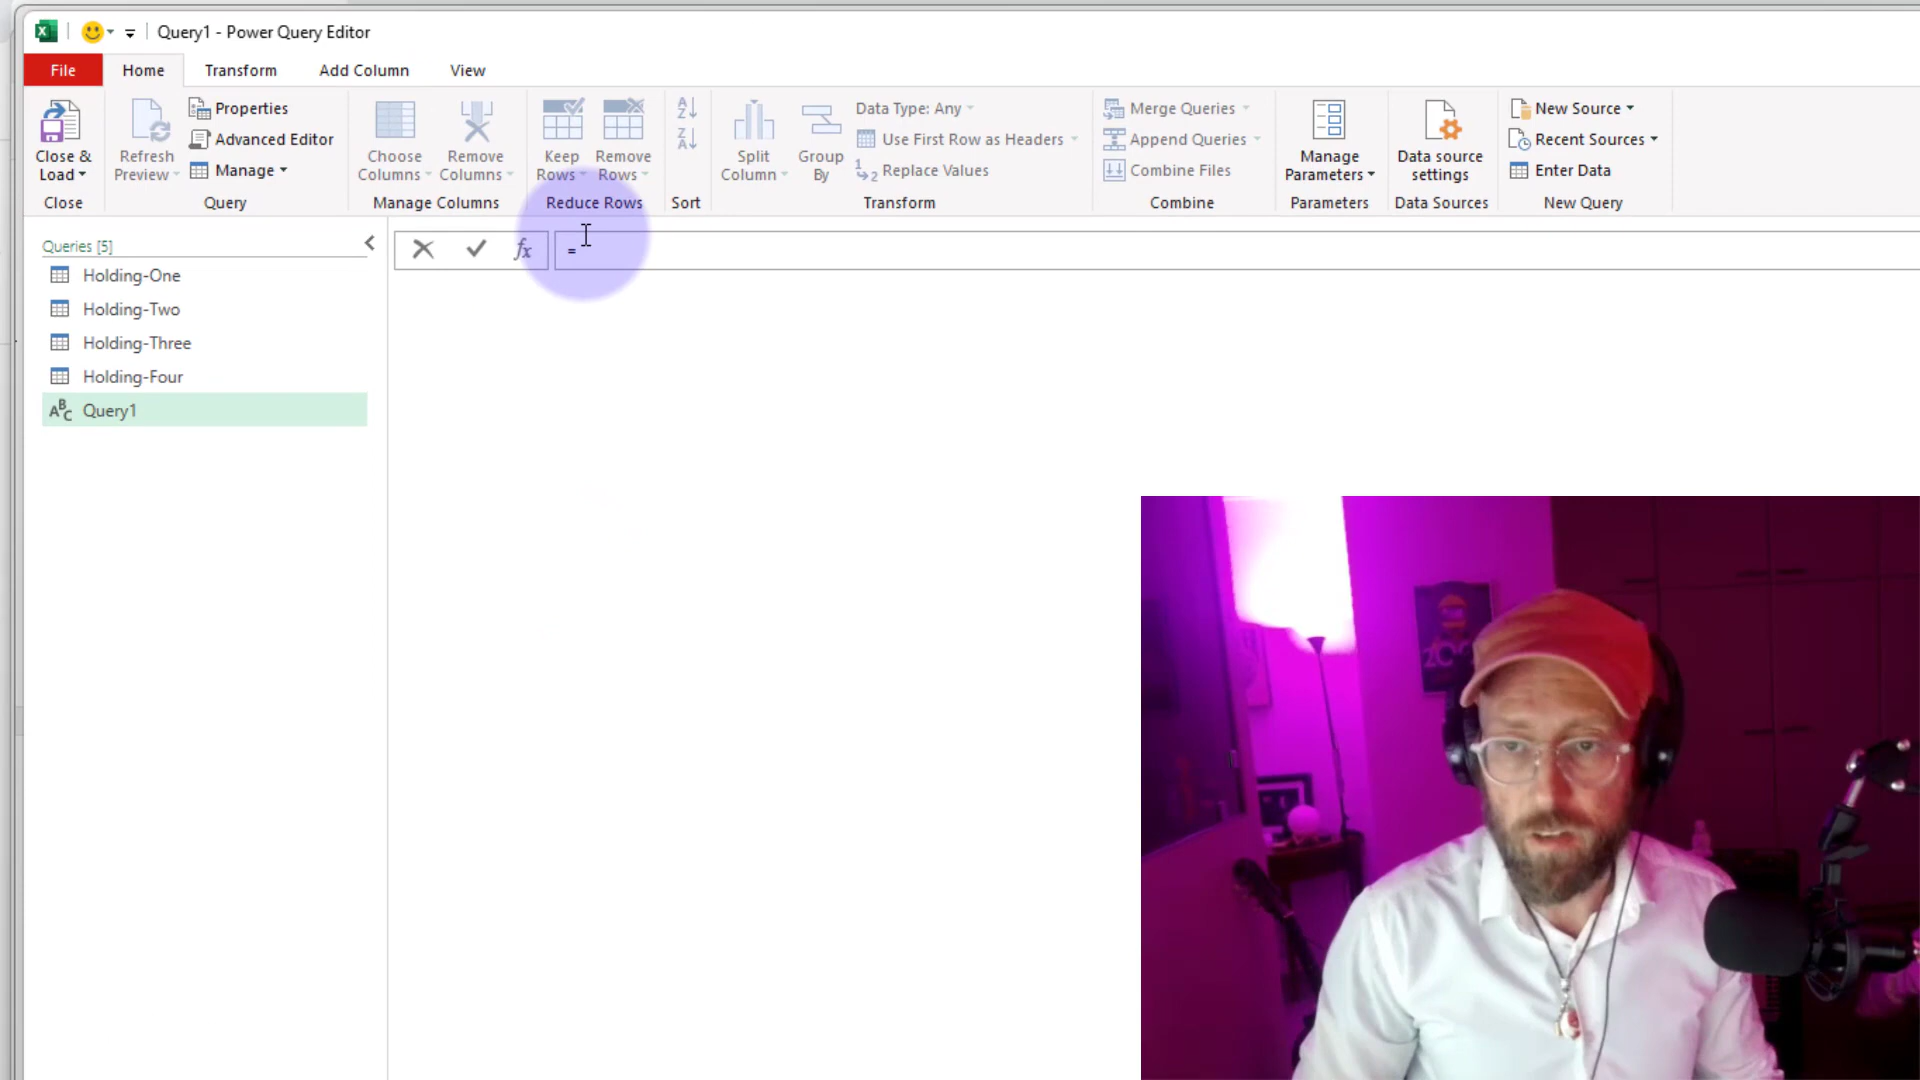 Query1 - Power Query Editor
File Home Transform Add Column View
Close & Load
Refresh Preview
Properties
Advanced Editor
Manage
Choose Columns
Remove Columns
Keep Rows
Remove Rows
A Z
Z A
Split Column
Group By
Data Type: Any
Use First Row as Headers
1 2 Replace Values
Merge Queries
Append Queries
Combine Files
Manage Parameters
Data source settings
New Source
Recent Sources
Enter Data
Close Query Manage Columns Reduce Rows Sort Transform Combine Parameters Data Sources New Query
Queries [5]
fx =
Holding-One
Holding-Two
Holding-Three
Holding-Four
ABC Query1